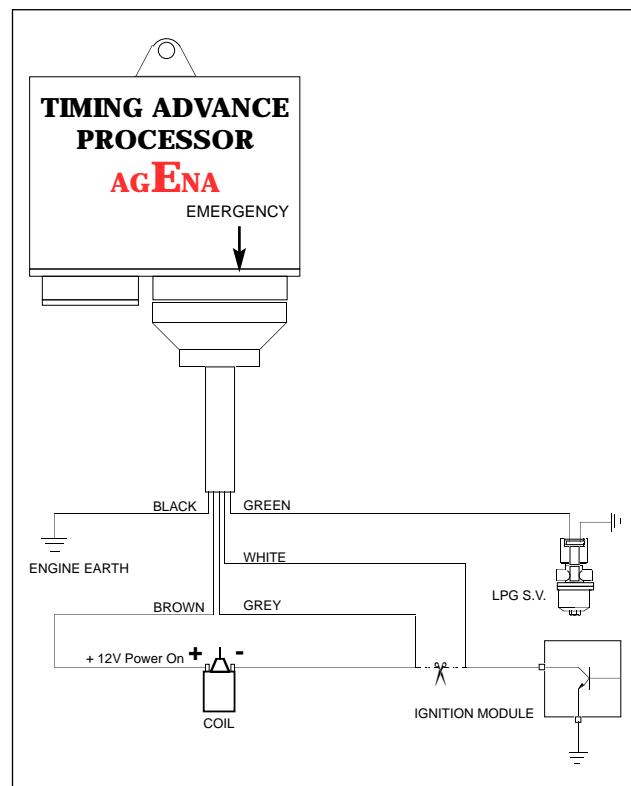 TIMING ADVANCE
PROCESSOR
AGENA
EMERGENCY
BLACK
GREEN
ENGINE EARTH
WHITE
LPG S.V.
BROWN
GREY
+ 12V Power On
+
-
COIL
IGNITION MODULE